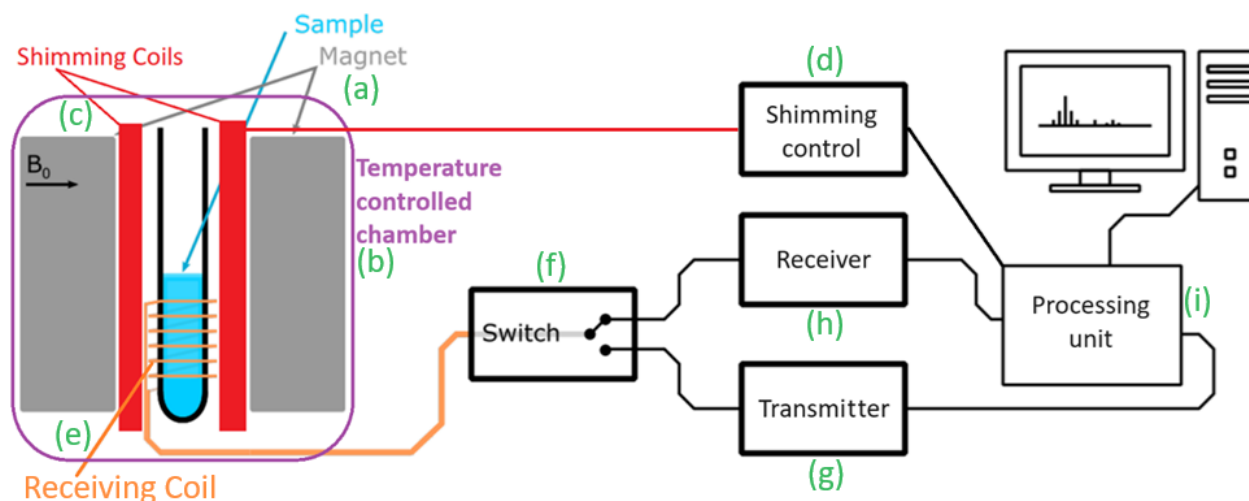 Sample
Shimming Coils
Magnet
(a)
(c)
(d)
Shimming
control
B₀
Temperature
controlled
chamber
(b)
(f)
Switch
Receiver
(h)
Processing
unit
(i)
Transmitter
(g)
(e)
Receiving Coil